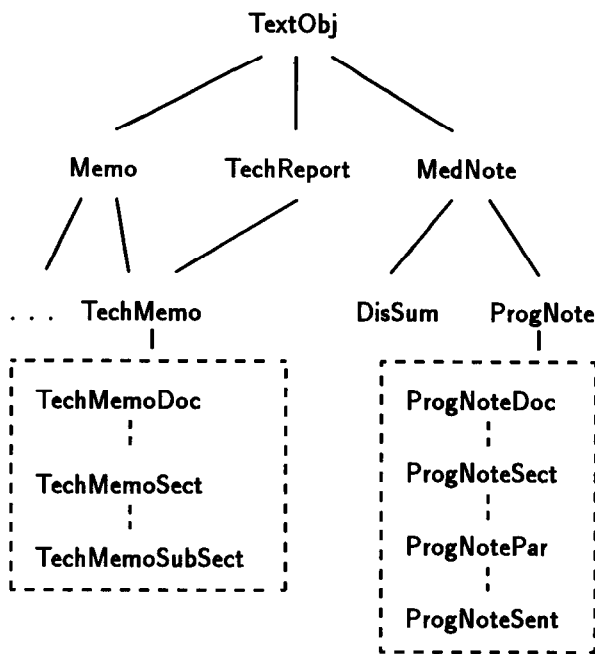 TextObj
Memo TechReport MedNote
. . . TechMemo DisSum ProgNote
TechMemoDoc ProgNoteDoc
TechMemoSect ProgNoteSect
TechMemoSubSect ProgNotePar
ProgNoteSent